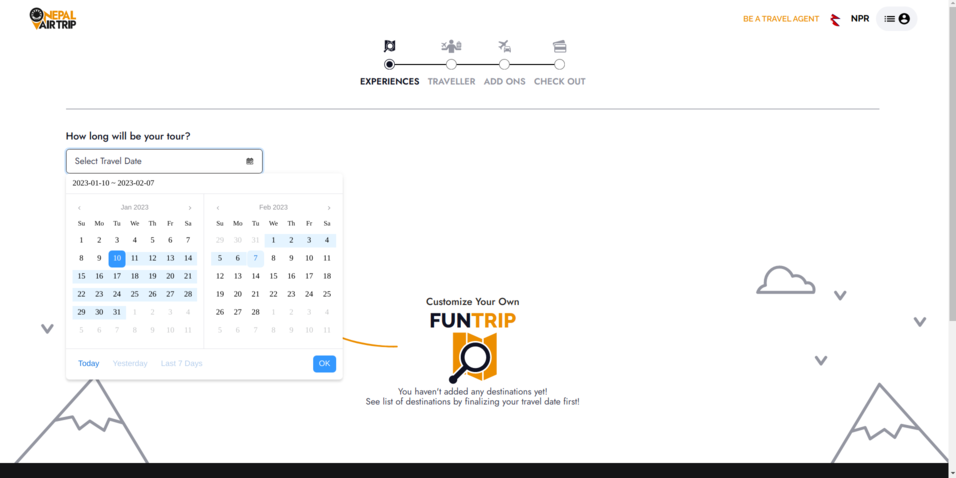 NEPAL
AIR TRIP
BE A TRAVEL AGENT
NPR
EXPERIENCES
TRAVELLER
ADD ONS
CHECK OUT
How long will be your tour?
Select Travel Date
2023-01-10 ~ 2023-02-07
Jan 2023
Su Mo Tu We Th Fr Sa
1 2 3 4 5 6 7
8 9 10 11 12 13 14
15 16 17 18 19 20 21
22 23 24 25 26 27 28
29 30 31 1 2 3 4
5 6 7 8 9 10 11
Feb 2023
Su Mo Tu We Th Fr Sa
29 30 31 1 2 3 4
5 6 7 8 9 10 11
12 13 14 15 16 17 18
19 20 21 22 23 24 25
26 27 28 1 2 3 4
5 6 7 8 9 10 11
Today
Yesterday
Last 7 Days
OK
Customize Your Own
FUNTRIP
You haven't added any destinations yet!
See list of destinations by finalizing your travel date first!